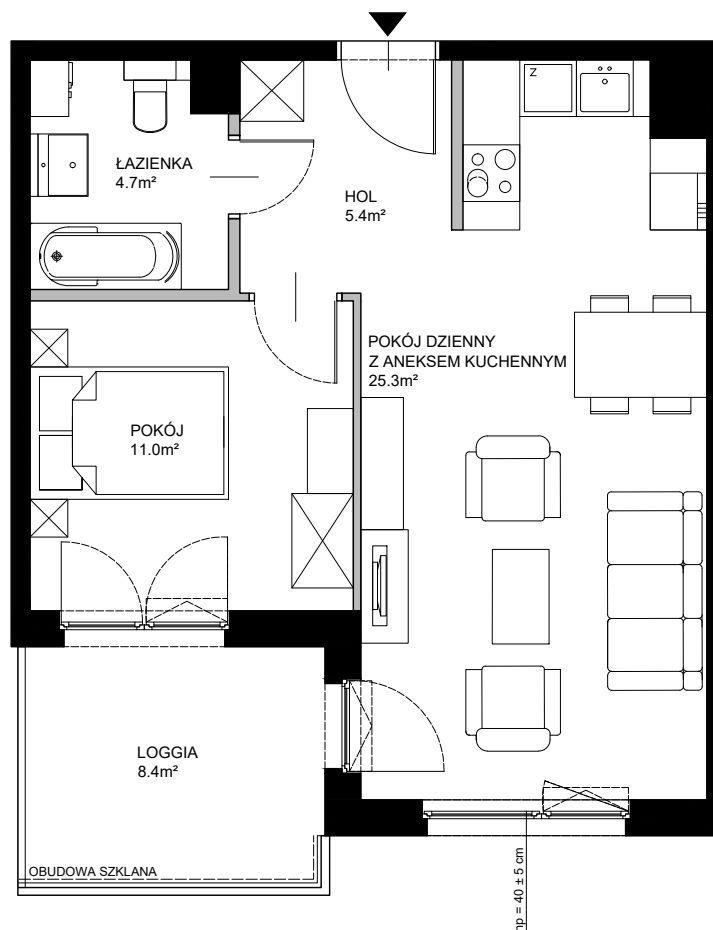 Z
ŁAZIENKA
4.7m²
HOL
5.4m²
POKÓJ DZIENNY
Z ANEKSEM KUCHENNYM
25.3m²
POKÓJ
11.0m²
LOGGIA
8.4m²
OBUDOWA SZKLANA
= 40 ± 5 cm